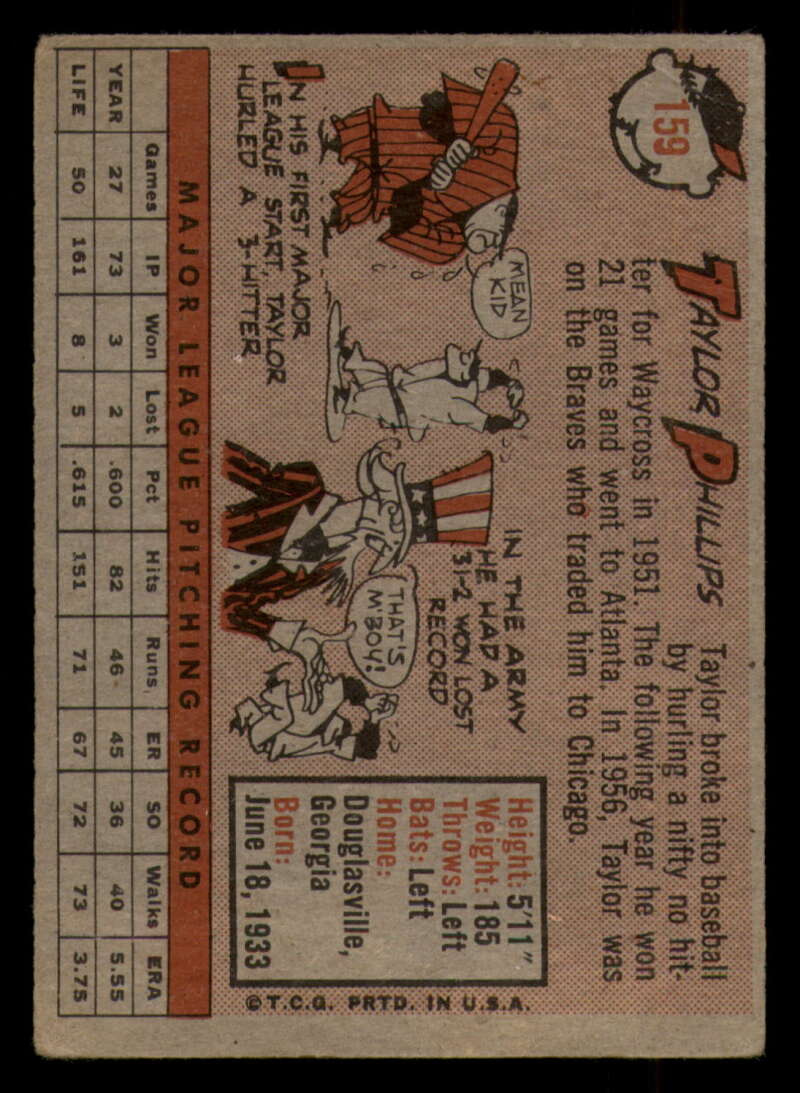 159
TAYLOR PHILLIPS
Taylor broke into baseball
by hurling a nifty no hit-
ter for Waycross in 1951. The following year he won
21 games and went to Atlanta. In 1956, Taylor was
on the Braves who traded him to Chicago.
MEAN
KID
IN HIS FIRST MAJOR
LEAGUE START, TAYLOR
HURLED A 3-HITTER
IN THE ARMY
HE HAD A
31-2 WON LOST
RECORD
THAT'S
M'BOY!
Height: 5'11"
Weight: 185
Throws: Left
Bats: Left
Home:
Douglasville,
Georgia
Born:
June 18, 1933
©T.C.G. PRTD. IN U.S.A.
MAJOR LEAGUE PITCHING RECORD
Games IP Won Lost Pct Hits Runs, ER SO Walks ERA
YEAR 27 73 3 2 .600 82 46 45 36 40 5.55
LIFE 50 161 8 5 .615 151 71 67 72 73 3.75